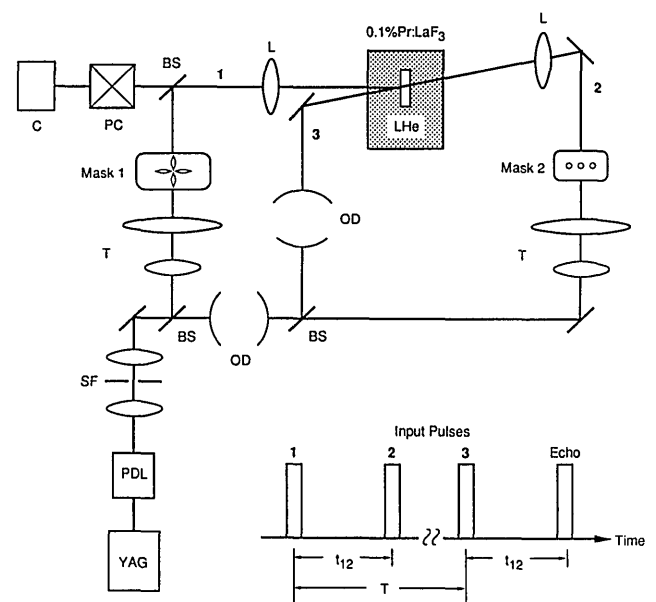 0.1%Pr:LaF₃
L
BS
L
1
2
C
PC
3
LHe
Mask 1
Mask 2
OD
T
T
BS
OD
BS
SF
PDL
YAG
Input Pulses
1
2
3
Echo
Time
t₁₂
t₁₂
T